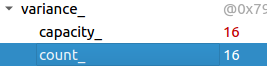 variance_ @0x79
capacity_ 16
count_ 16